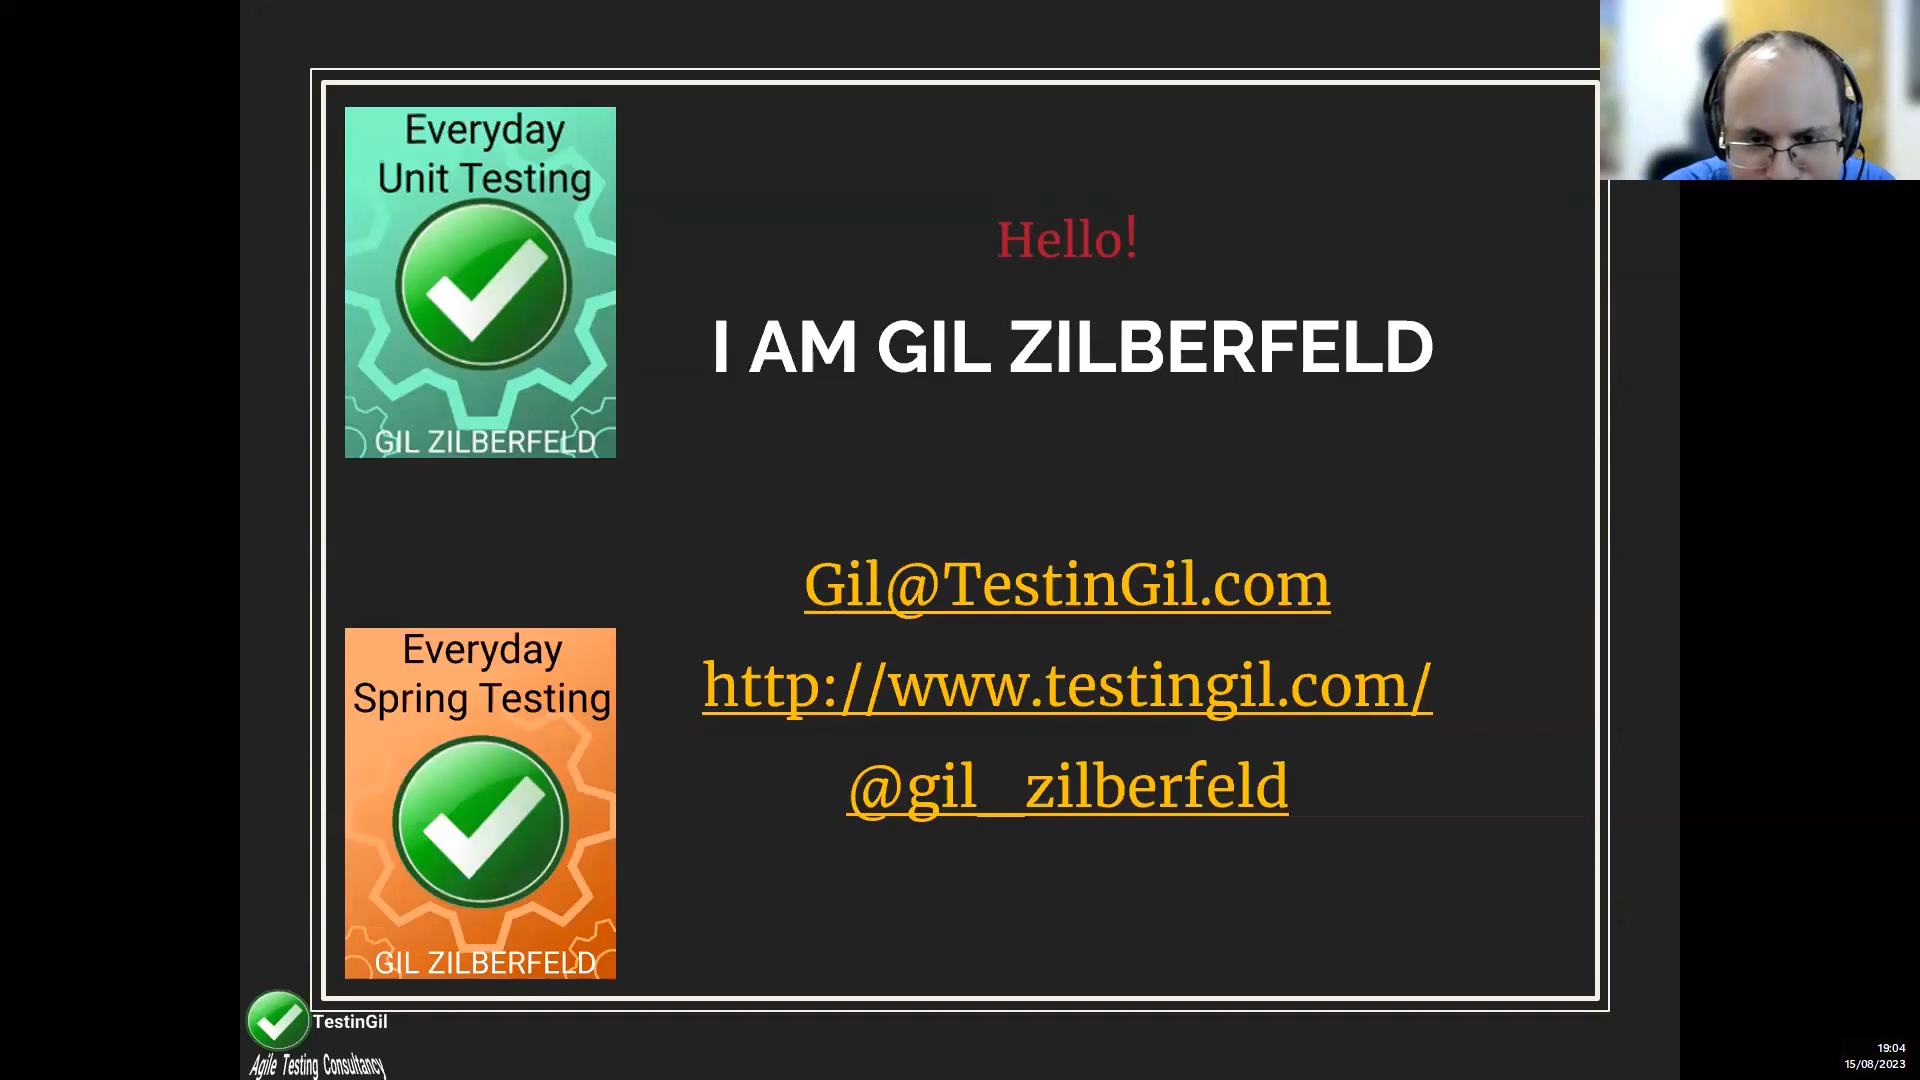 Everyday
Unit Testing
GIL ZILBERFELD
Hello!
I AM GIL ZILBERFELD
Gil@TestinGil.com
http://www.testingil.com/
@gil_zilberfeld
Everyday
Spring Testing
GIL ZILBERFELD
TestinGil
Agile Testing Consultancy
19:04
15/08/2023